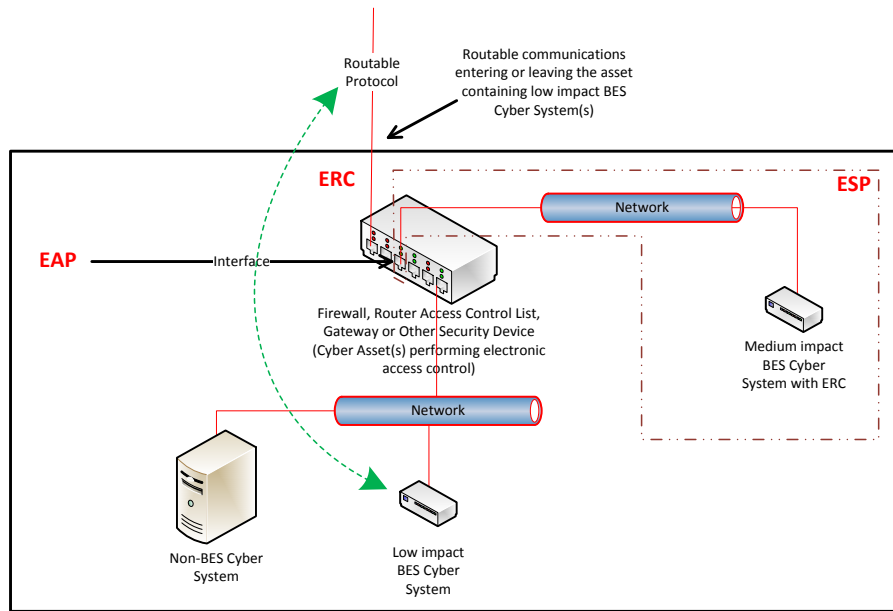 Routable
Protocol
Routable communications
entering or leaving the asset
containing low impact BES
Cyber System(s)
ERC
ESP
Network
EAP
Interface
Firewall, Router Access Control List,
Gateway or Other Security Device
(Cyber Asset(s) performing electronic
access control)
Medium impact
BES Cyber
System with ERC
Network
Non-BES Cyber
System
Low impact
BES Cyber
System